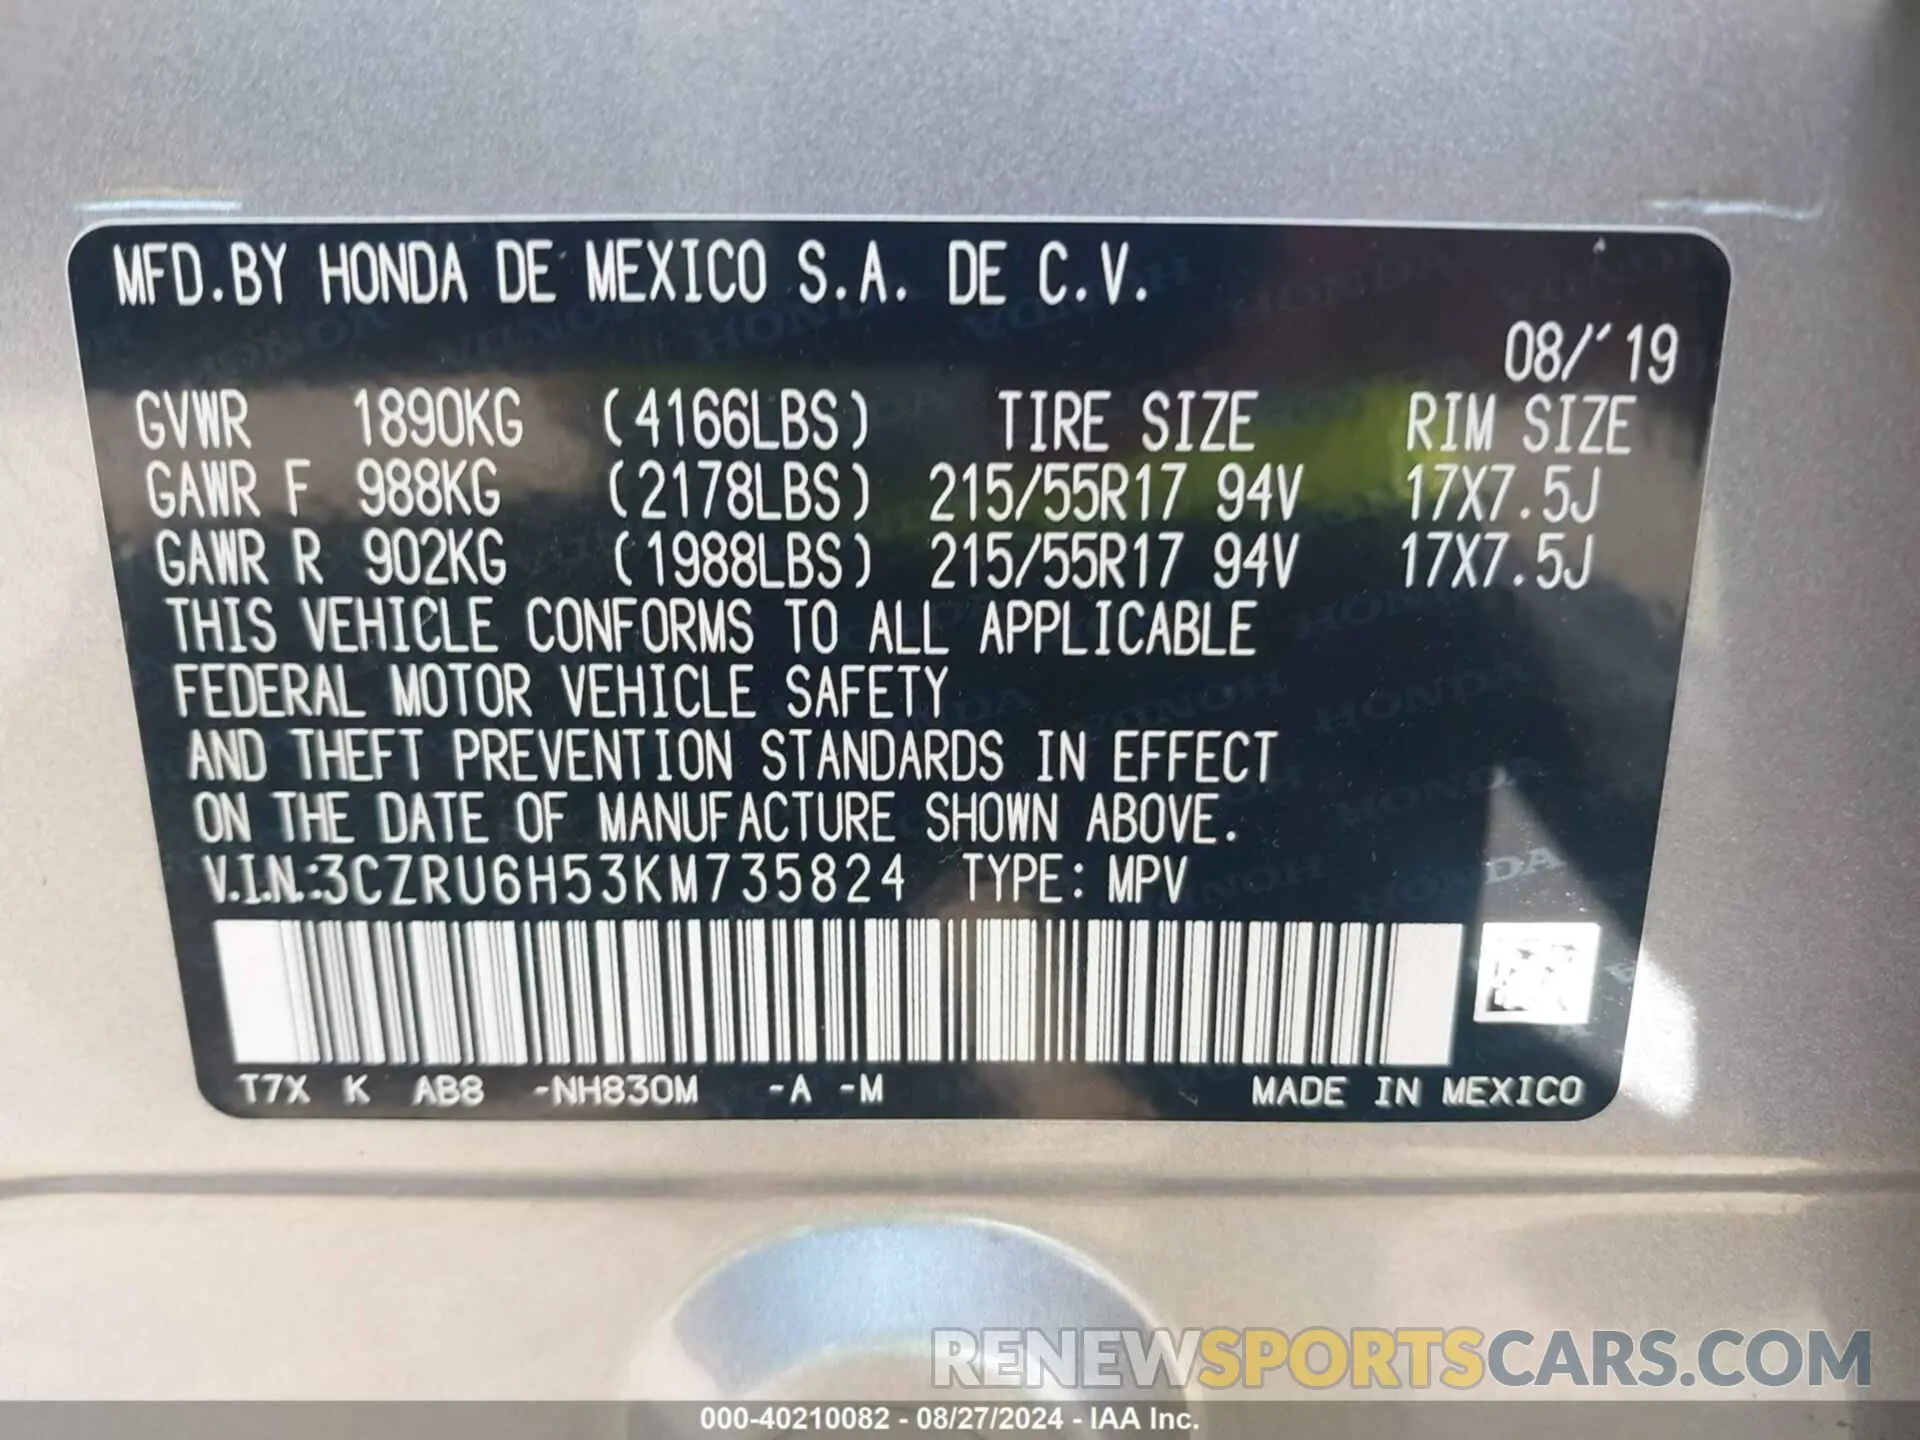 MFD.BY HONDA DE MEXICO S.A. DE C.V.
08/'19
GVWR 1890KG (4166LBS) TIRE SIZE RIM SIZE
GAWR F 988KG (2178LBS) 215/55R17 94V 17X7.5J
GAWR R 902KG (1988LBS) 215/55R17 94V 17X7.5J
THIS VEHICLE CONFORMS TO ALL APPLICABLE
FEDERAL MOTOR VEHICLE SAFETY
AND THEFT PREVENTION STANDARDS IN EFFECT
ON THE DATE OF MANUFACTURE SHOWN ABOVE.
V.I.N.:3CZRU6H53KM735824 TYPE: MPV
T7X K AB8 -NH830M -A -M MADE IN MEXICO
RENEWSPORTSCARS.COM
000-40210082 - 08/27/2024 - IAA Inc.